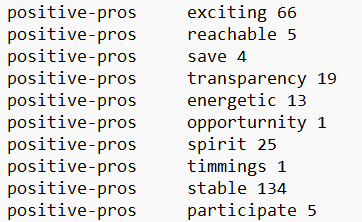 positive-pros exciting 66
positive-pros reachable 5
positive-pros save 4
positive-pros transparency 19
positive-pros energetic 13
positive-pros opporturnity 1
positive-pros spirit 25
positive-pros timmings 1
positive-pros stable 134
positive-pros participate 5